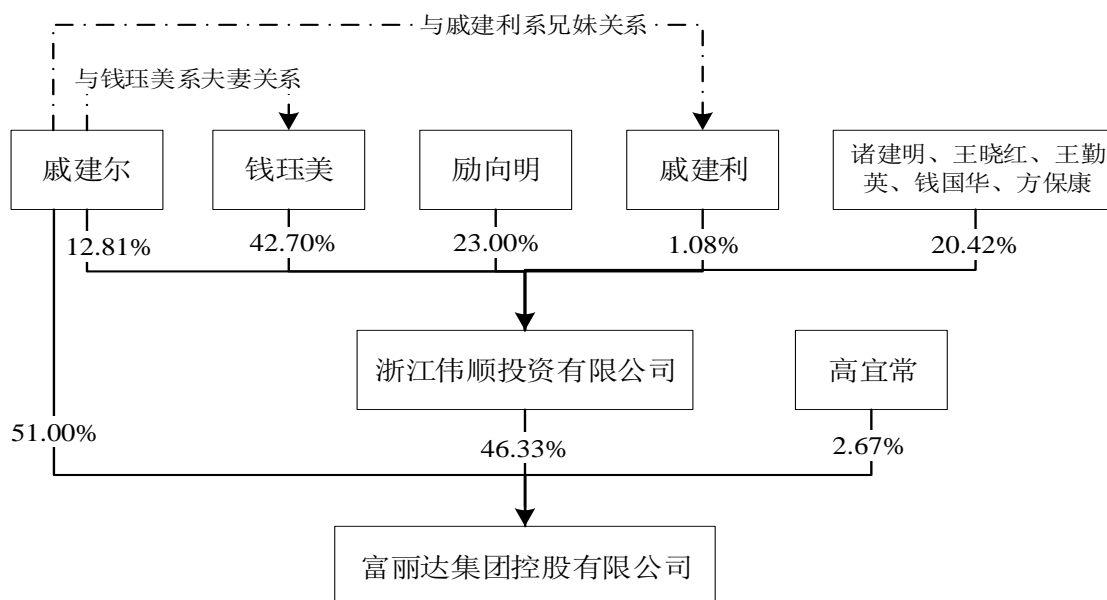 与戚建利系兄妹关系
与钱珏美系夫妻关系
戚建尔
钱珏美
励向明
戚建利
诸建明、王晓红、王勤
英、钱国华、方保康
12.81%
42.70%
23.00%
1.08%
20.42%
浙江伟顺投资有限公司
高宜常
51.00%
46.33%
2.67%
富丽达集团控股有限公司